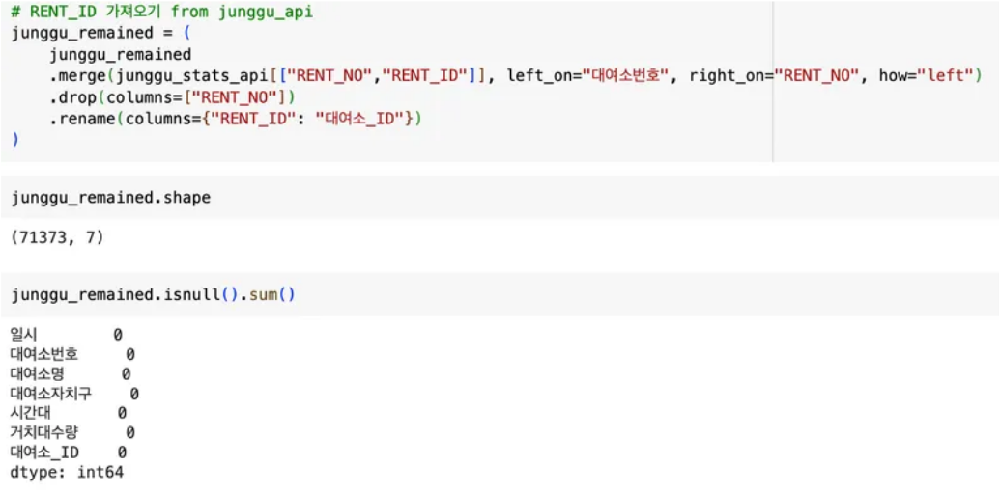 # RENT_ID 가져오기 from junggu_api
junggu_remained = (
    junggu_remained
    .merge(junggu_stats_api[["RENT_NO","RENT_ID"]], left_on="대여소번호", right_on="RENT_NO", how="left")
    .drop(columns=["RENT_NO"])
    .rename(columns={"RENT_ID": "대여소_ID"})
)
junggu_remained.shape
(71373, 7)
junggu_remained.isnull().sum()
일시 0
대여소번호 0
대여소명 0
대여소자치구 0
시간대 0
거치대수량 0
대여소_ID 0
dtype: int64